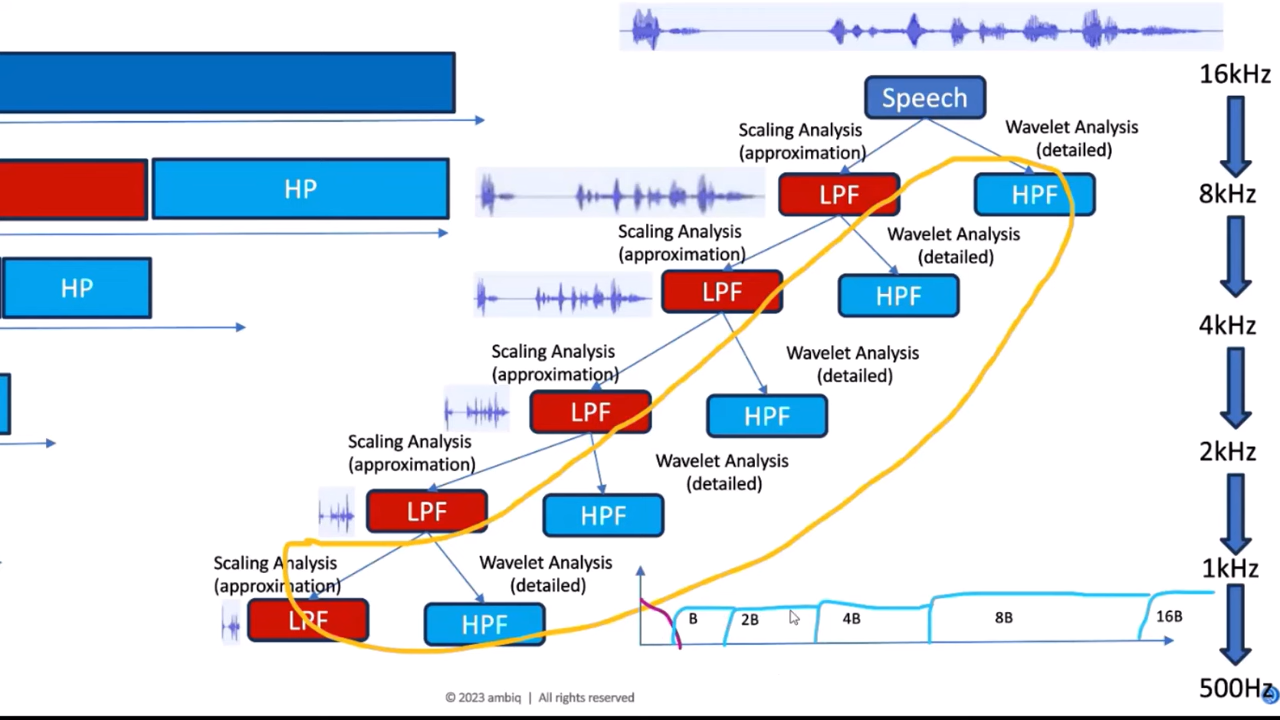 16kHz
Speech
Scaling Analysis
(approximation)
Wavelet Analysis
(detailed)
HP
LPF
HPF
8kHz
Scaling Analysis
(approximation)
Wavelet Analysis
(detailed)
HP
LPF
HPF
4kHz
Scaling Analysis
(approximation)
Wavelet Analysis
(detailed)
LPF
HPF
2kHz
Scaling Analysis
(approximation)
Wavelet Analysis
(detailed)
LPF
HPF
1kHz
Scaling Analysis
(approximation)
Wavelet Analysis
(detailed)
LPF
HPF
B
2B
4B
8B
16B
500Hz
© 2023 ambiq | All rights reserved